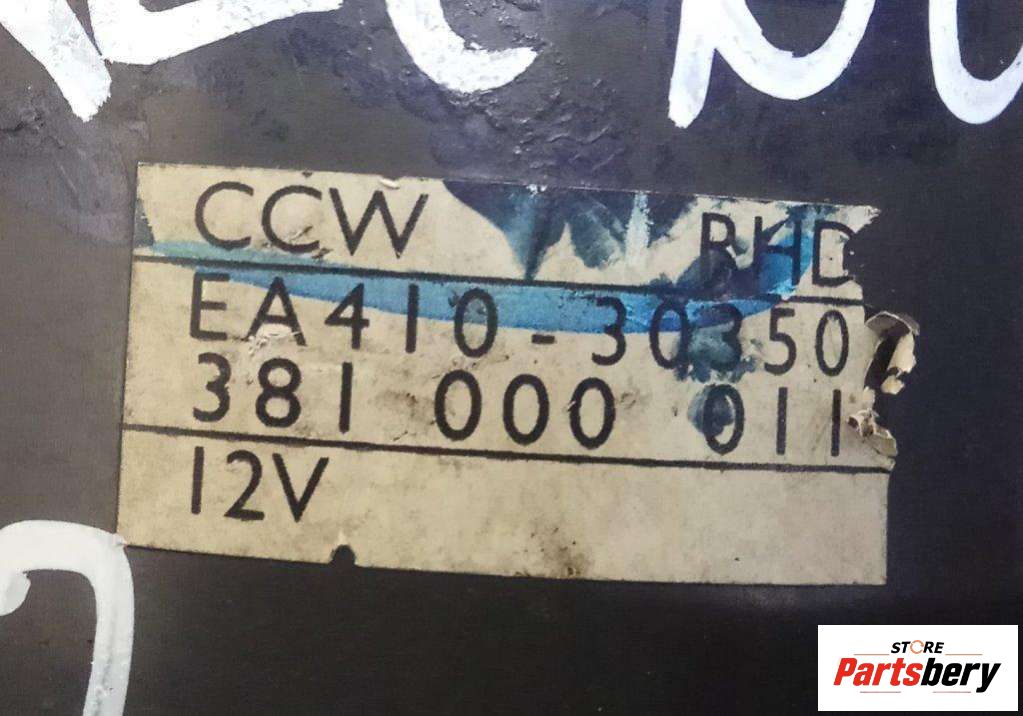 CCW RHD
EA410-30350
381 000 011
12V
STORE
Partsbery